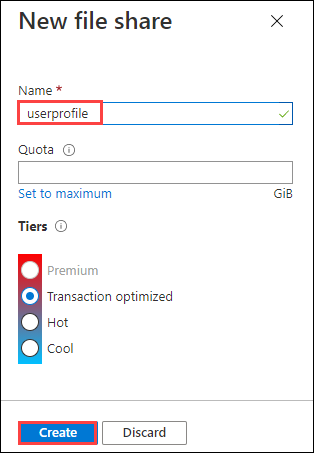 New file share
Name *
userprofile
Quota
Set to maximum GiB
Tiers
Premium
Transaction optimized
Hot
Cool
Create Discard